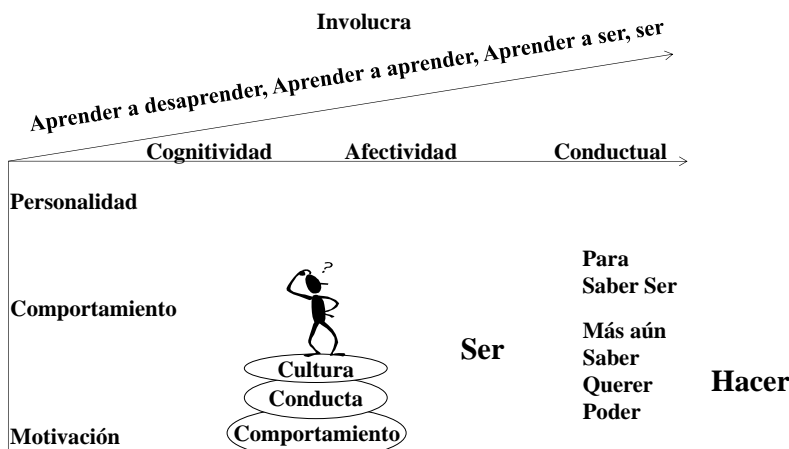 Involucra
Aprender a desaprender, Aprender a aprender, Aprender a ser, ser
Cognitividad Afectividad Conductual
Personalidad
?
Para
Saber Ser
Comportamiento
Más aún
Ser
Saber
Cultura
Querer
Hacer
Conducta
Poder
Motivación
Comportamiento